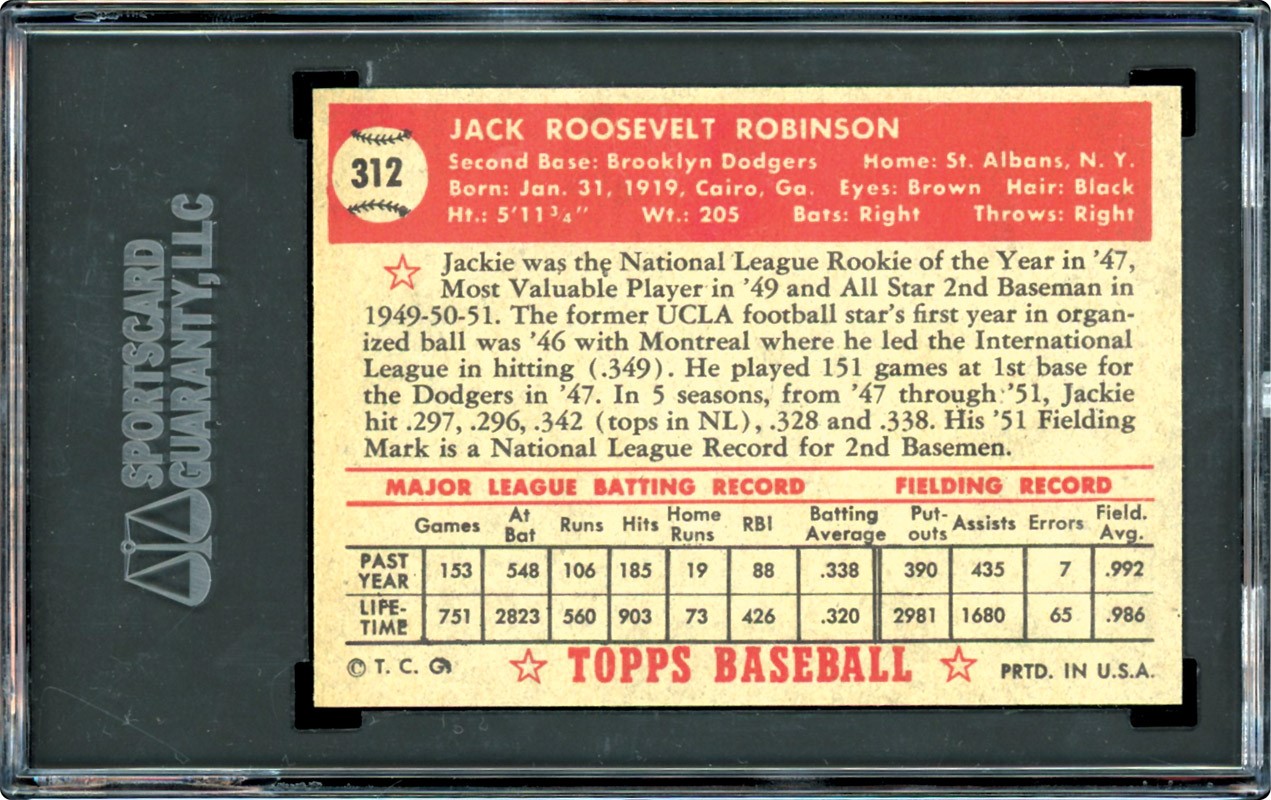 SPORTSCARD
GUARANTY, LLC
312
JACK ROOSEVELT ROBINSON
Second Base: Brooklyn Dodgers Home: St. Albans, N. Y.
Born: Jan. 31, 1919, Cairo, Ga. Eyes: Brown Hair: Black
Ht.: 5'11¾" Wt.: 205 Bats: Right Throws: Right
Jackie was the National League Rookie of the Year in '47,
Most Valuable Player in '49 and All Star 2nd Baseman in
1949-50-51. The former UCLA football star's first year in organ-
ized ball was '46 with Montreal where he led the International
League in hitting (.349). He played 151 games at 1st base for
the Dodgers in '47. In 5 seasons, from '47 through '51, Jackie
hit .297, .296, .342 (tops in NL), .328 and .338. His '51 Fielding
Mark is a National League Record for 2nd Basemen.
MAJOR LEAGUE BATTING RECORD FIELDING RECORD
Games At Bat Runs Hits Home Runs RBI Batting Average Put-outs Assists Errors Field. Avg.
PAST YEAR 153 548 106 185 19 88 .338 390 435 7 .992
LIFE-TIME 751 2823 560 903 73 426 .320 2981 1680 65 .986
© T. C. G. TOPPS BASEBALL PRTD. IN U.S.A.